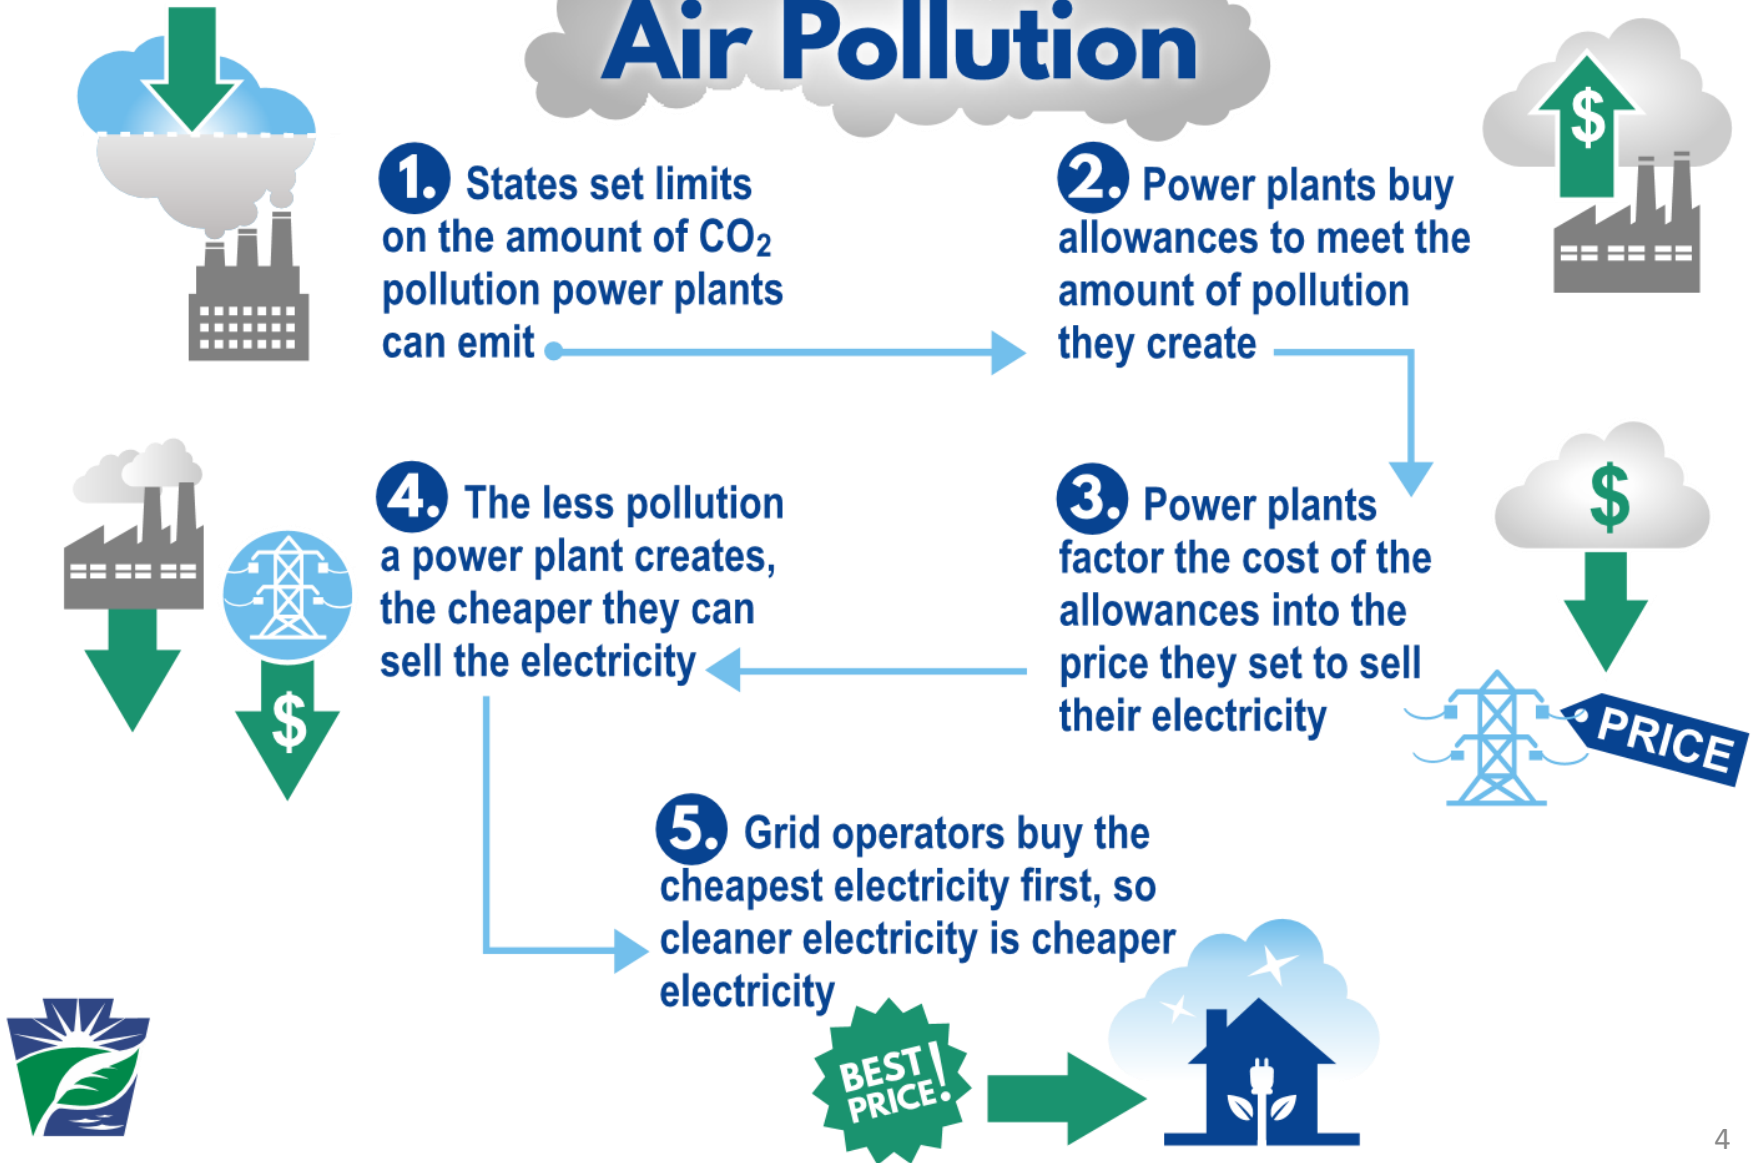 Air Pollution
1. States set limits
on the amount of CO₂
pollution power plants
can emit
$
2. Power plants buy
allowances to meet the
amount of pollution
they create
$
3. Power plants
factor the cost of the
allowances into the
price they set to sell
their electricity
PRICE
4. The less pollution
a power plant creates,
the cheaper they can
sell the electricity
$
5. Grid operators buy the
cheapest electricity first, so
cleaner electricity is cheaper
electricity
BEST
PRICE!
4